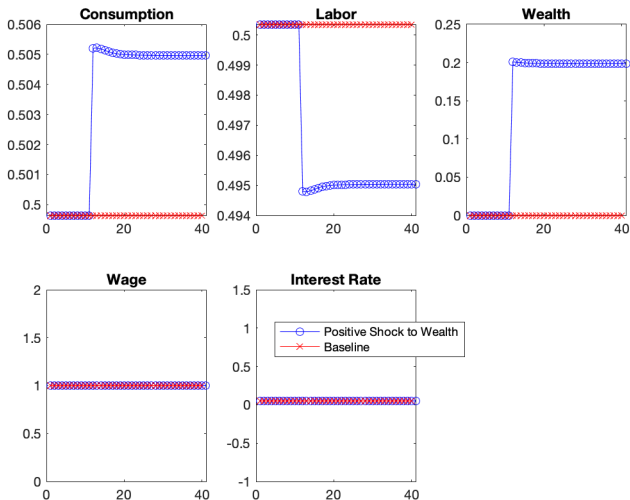 Consumption Labor Wealth
0.506 0.5 0.25
0.505 0.499 0.2
0.504 0.498
0.503 0.497 0.15
0.502 0.1
0.496
0.501 0.05
0.495
0.5
0.494 0
0 20 40 0 20 40 0 20 40
Wage Interest Rate
2 1.5
1.5 1
Positive Shock to Wealth
0.5
Baseline
1 0
0.5 -0.5
0 -1
0 20 40 0 20 40